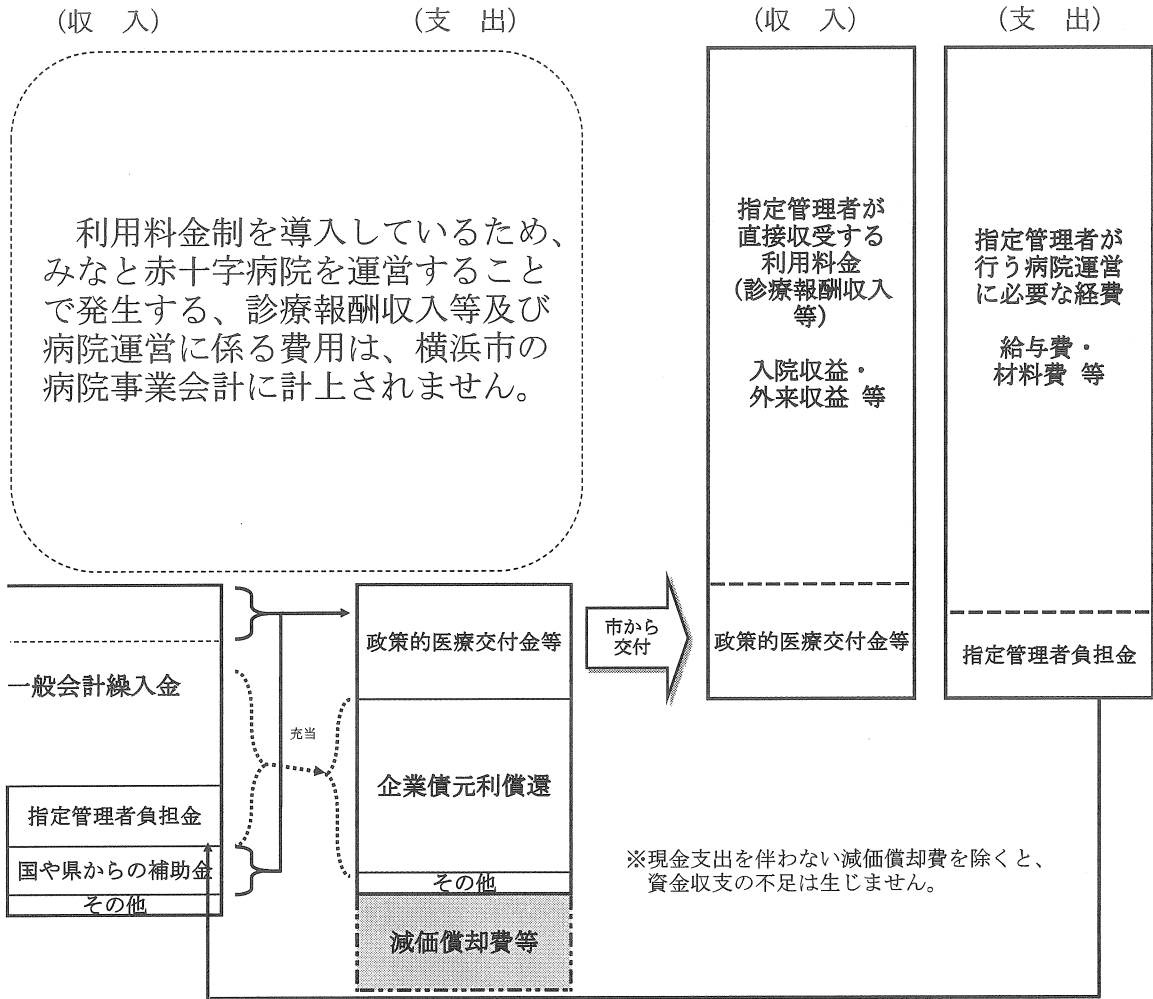 (収　入)
(支　出)
(収　入)
(支　出)
利用料金制を導入しているため、
みなと赤十字病院を運営すること
で発生する、診療報酬収入等及び
病院運営に係る費用は、横浜市の
病院事業会計に計上されません。
一般会計繰入金
指定管理者負担金
国や県からの補助金
その他
充当
政策的医療交付金等
企業債元利償還
その他
減価償却費等
市から
交付
指定管理者が
直接収受する
利用料金
(診療報酬収入
等)
入院収益・
外来収益 等
政策的医療交付金等
指定管理者が
行う病院運営
に必要な経費
給与費・
材料費 等
指定管理者負担金
※現金支出を伴わない減価償却費を除くと、
資金収支の不足は生じません。